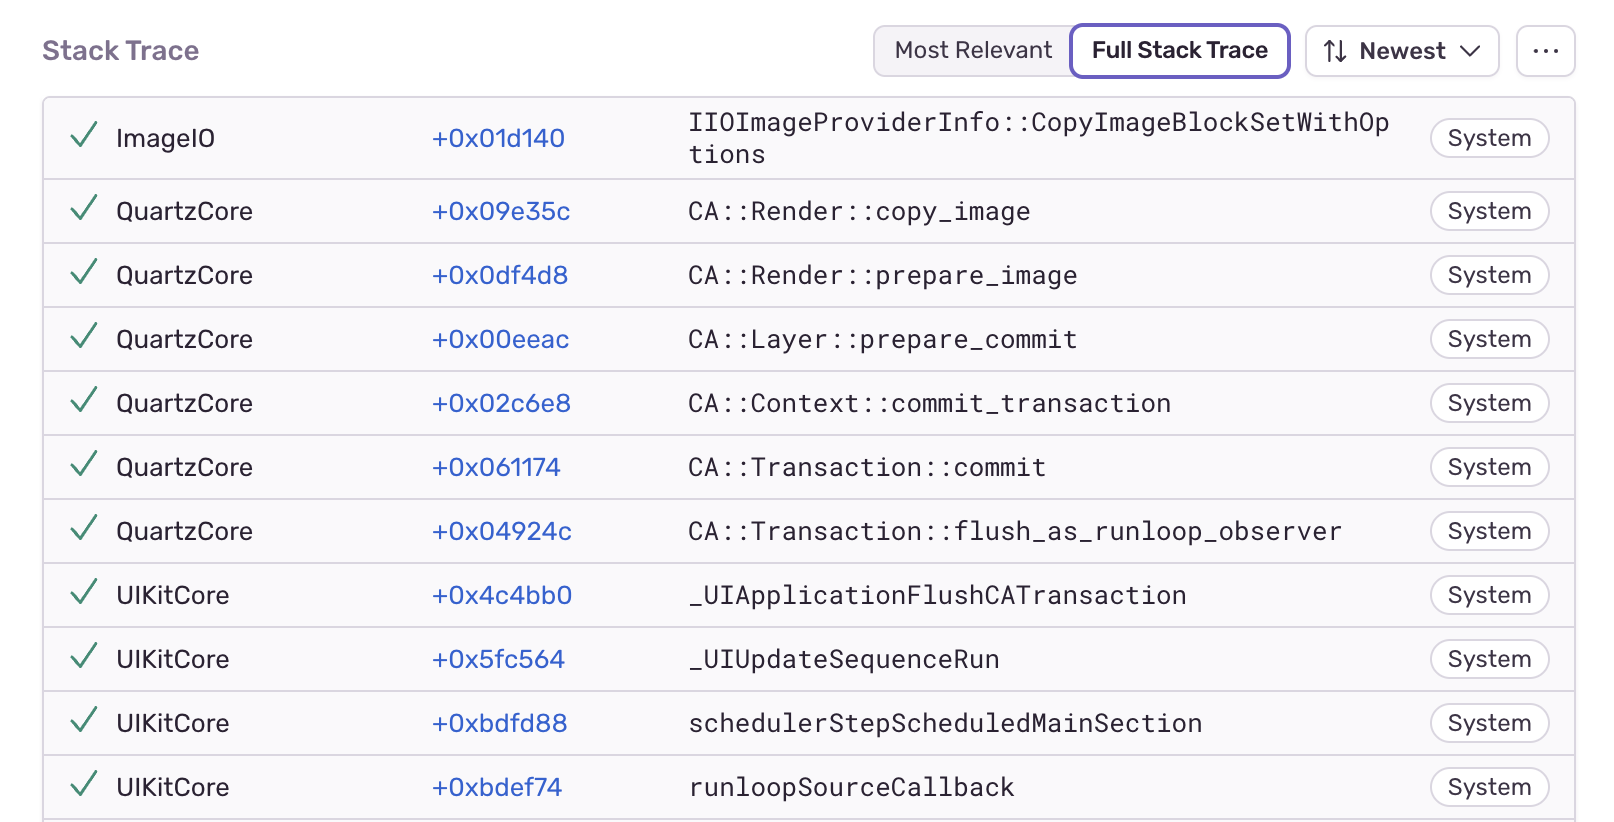 Stack Trace
Most Relevant
Full Stack Trace
Newest
ImageIO +0x01d140 IIOImageProviderInfo::CopyImageBlockSetWithOp
tions System
QuartzCore +0x09e35c CA::Render::copy_image System
QuartzCore +0x0df4d8 CA::Render::prepare_image System
QuartzCore +0x00eeac CA::Layer::prepare_commit System
QuartzCore +0x02c6e8 CA::Context::commit_transaction System
QuartzCore +0x061174 CA::Transaction::commit System
QuartzCore +0x04924c CA::Transaction::flush_as_runloop_observer System
UIKitCore +0x4c4bb0 _UIApplicationFlushCATransaction System
UIKitCore +0x5fc564 _UIUpdateSequenceRun System
UIKitCore +0xbdfd88 schedulerStepScheduledMainSection System
UIKitCore +0xbdef74 runloopSourceCallback System